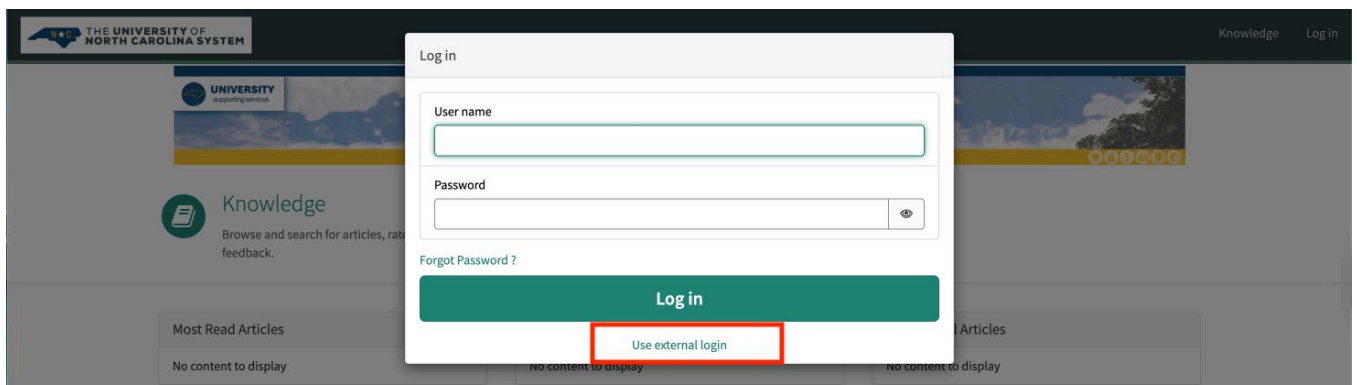 N★C
THE UNIVERSITY OF
NORTH CAROLINA SYSTEM
Knowledge
Log in
UNIVERSITY
supporting services
Log in
User name
Password
Forgot Password ?
Log in
Use external login
Knowledge
Browse and search for articles, rate
feedback.
Most Read Articles
No content to display
No content to display
Articles
No content to display